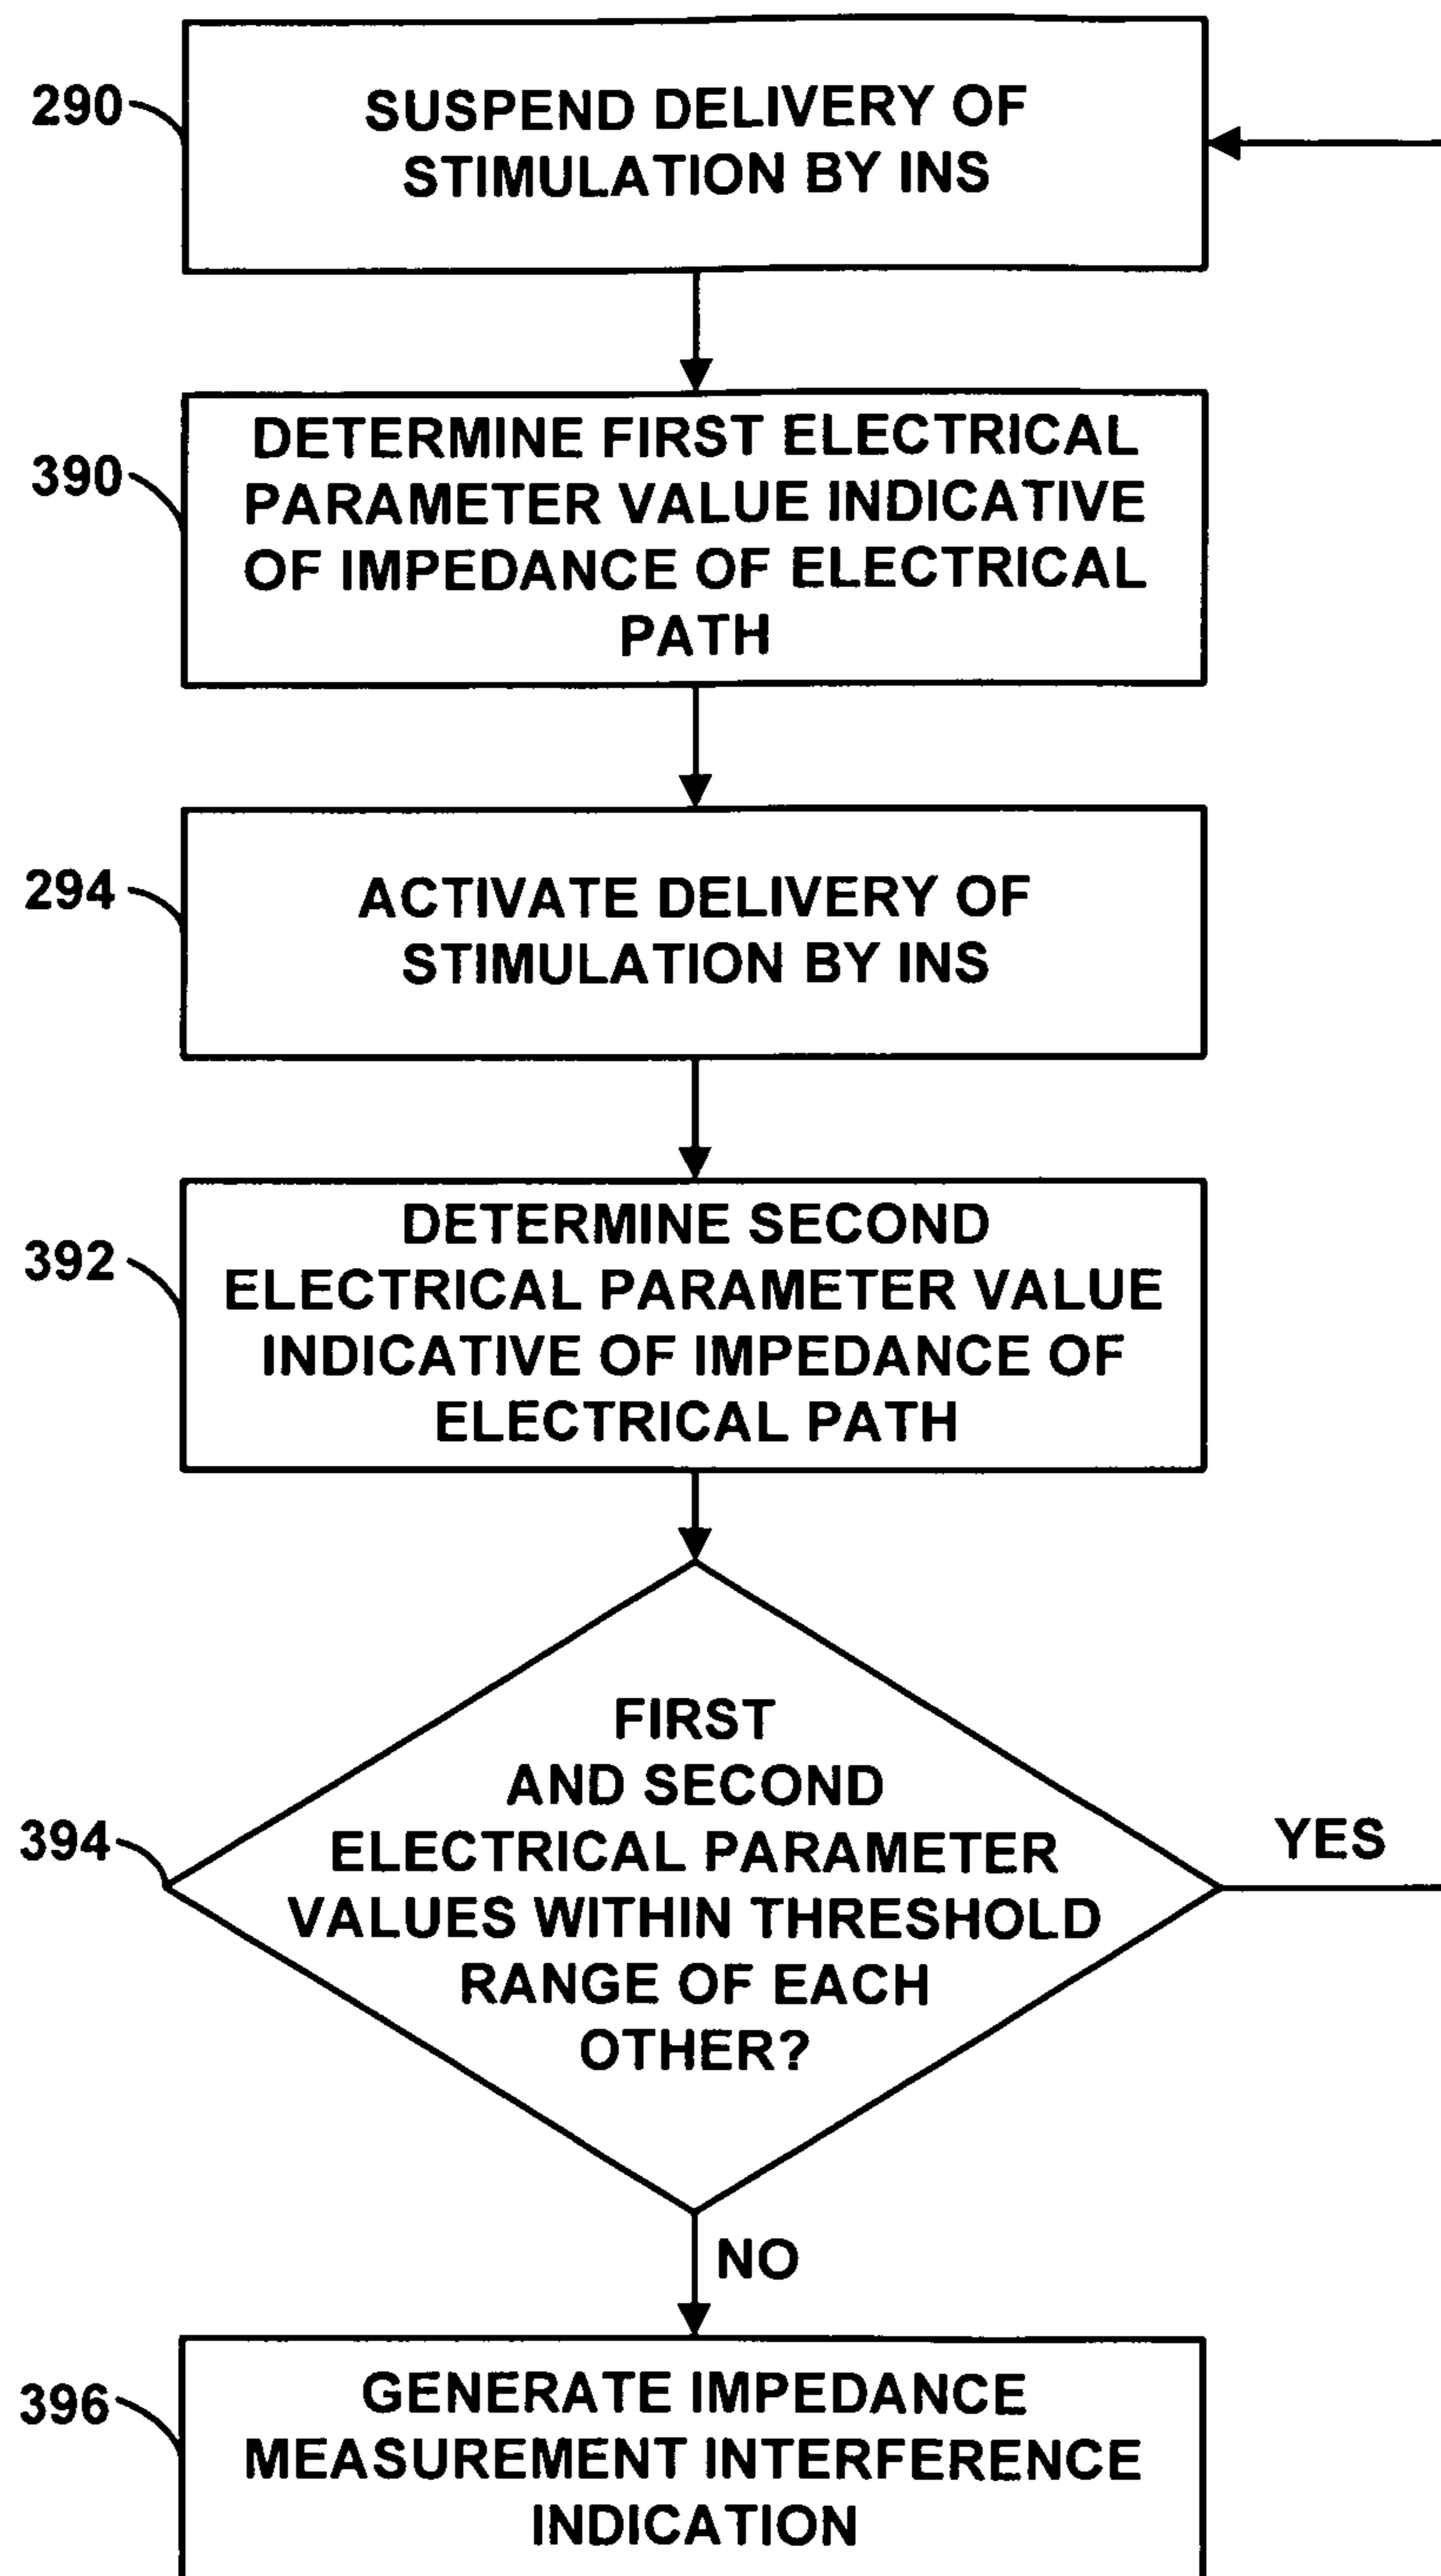 290
SUSPEND DELIVERY OF
STIMULATION BY INS
390
DETERMINE FIRST ELECTRICAL
PARAMETER VALUE INDICATIVE
OF IMPEDANCE OF ELECTRICAL
PATH
294
ACTIVATE DELIVERY OF
STIMULATION BY INS
392
DETERMINE SECOND
ELECTRICAL PARAMETER VALUE
INDICATIVE OF IMPEDANCE OF
ELECTRICAL PATH
394
FIRST
AND SECOND
ELECTRICAL PARAMETER
VALUES WITHIN THRESHOLD
RANGE OF EACH
OTHER?
YES
NO
396
GENERATE IMPEDANCE
MEASUREMENT INTERFERENCE
INDICATION